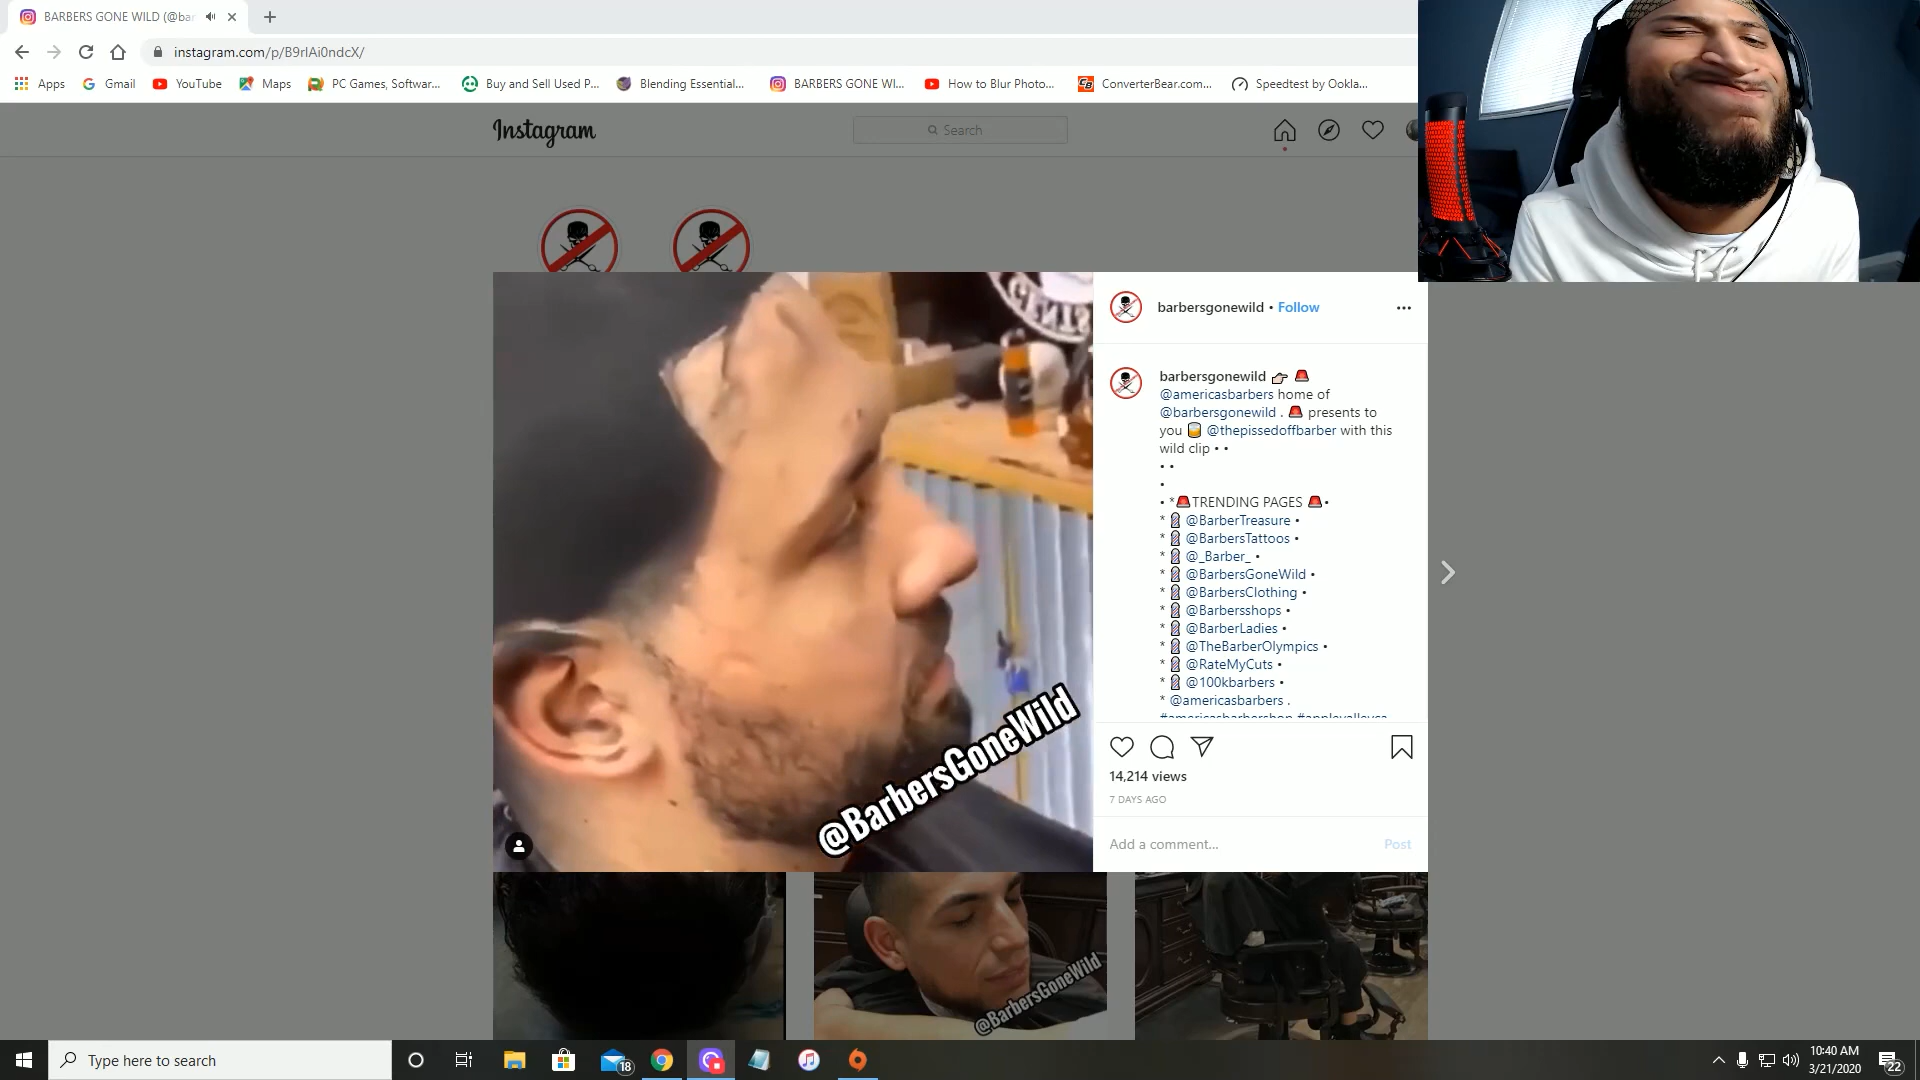 BARBERS GONE WILD (@bar
instagram.com/p/B9rlAi0ndcX/
Apps
Gmail
YouTube
Maps
PC Games, Softwar...
Buy and Sell Used P...
Blending Essential...
BARBERS GONE WI...
How to Blur Photo...
ConverterBear.com...
Speedtest by Ookla...
Instagram
Search
barbersgonewild • Follow
barbersgonewild
@americasbarbers home of
@barbersgonewild . presents to
you @thepissedoffbarber with this
wild clip • •
• •
•
• *TRENDING PAGES •
* @BarberTreasure •
* @BarbersTattoos •
* @_Barber_ •
* @BarbersGoneWild •
* @BarbersClothing •
* @Barbersshops •
* @BarberLadies •
* @TheBarberOlympics •
* @RateMyCuts •
* @100kbarbers •
* @americasbarbers .
#americasbarbershop #applevalleyca
@BarbersGoneWild
14,214 views
7 DAYS AGO
Add a comment...
Post
@BarbersGoneWild
Type here to search
18
10:40 AM
3/21/2020
22